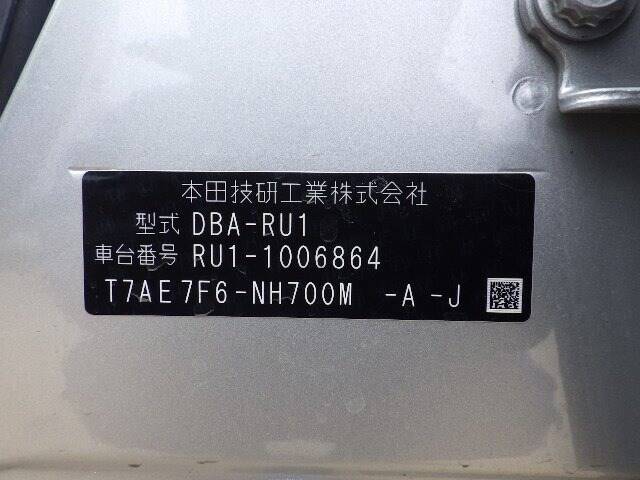 本田技研工業株式会社
型式 DBA-RU1
車台番号 RU1-1006864
T7AE7F6-NH700M -A-J